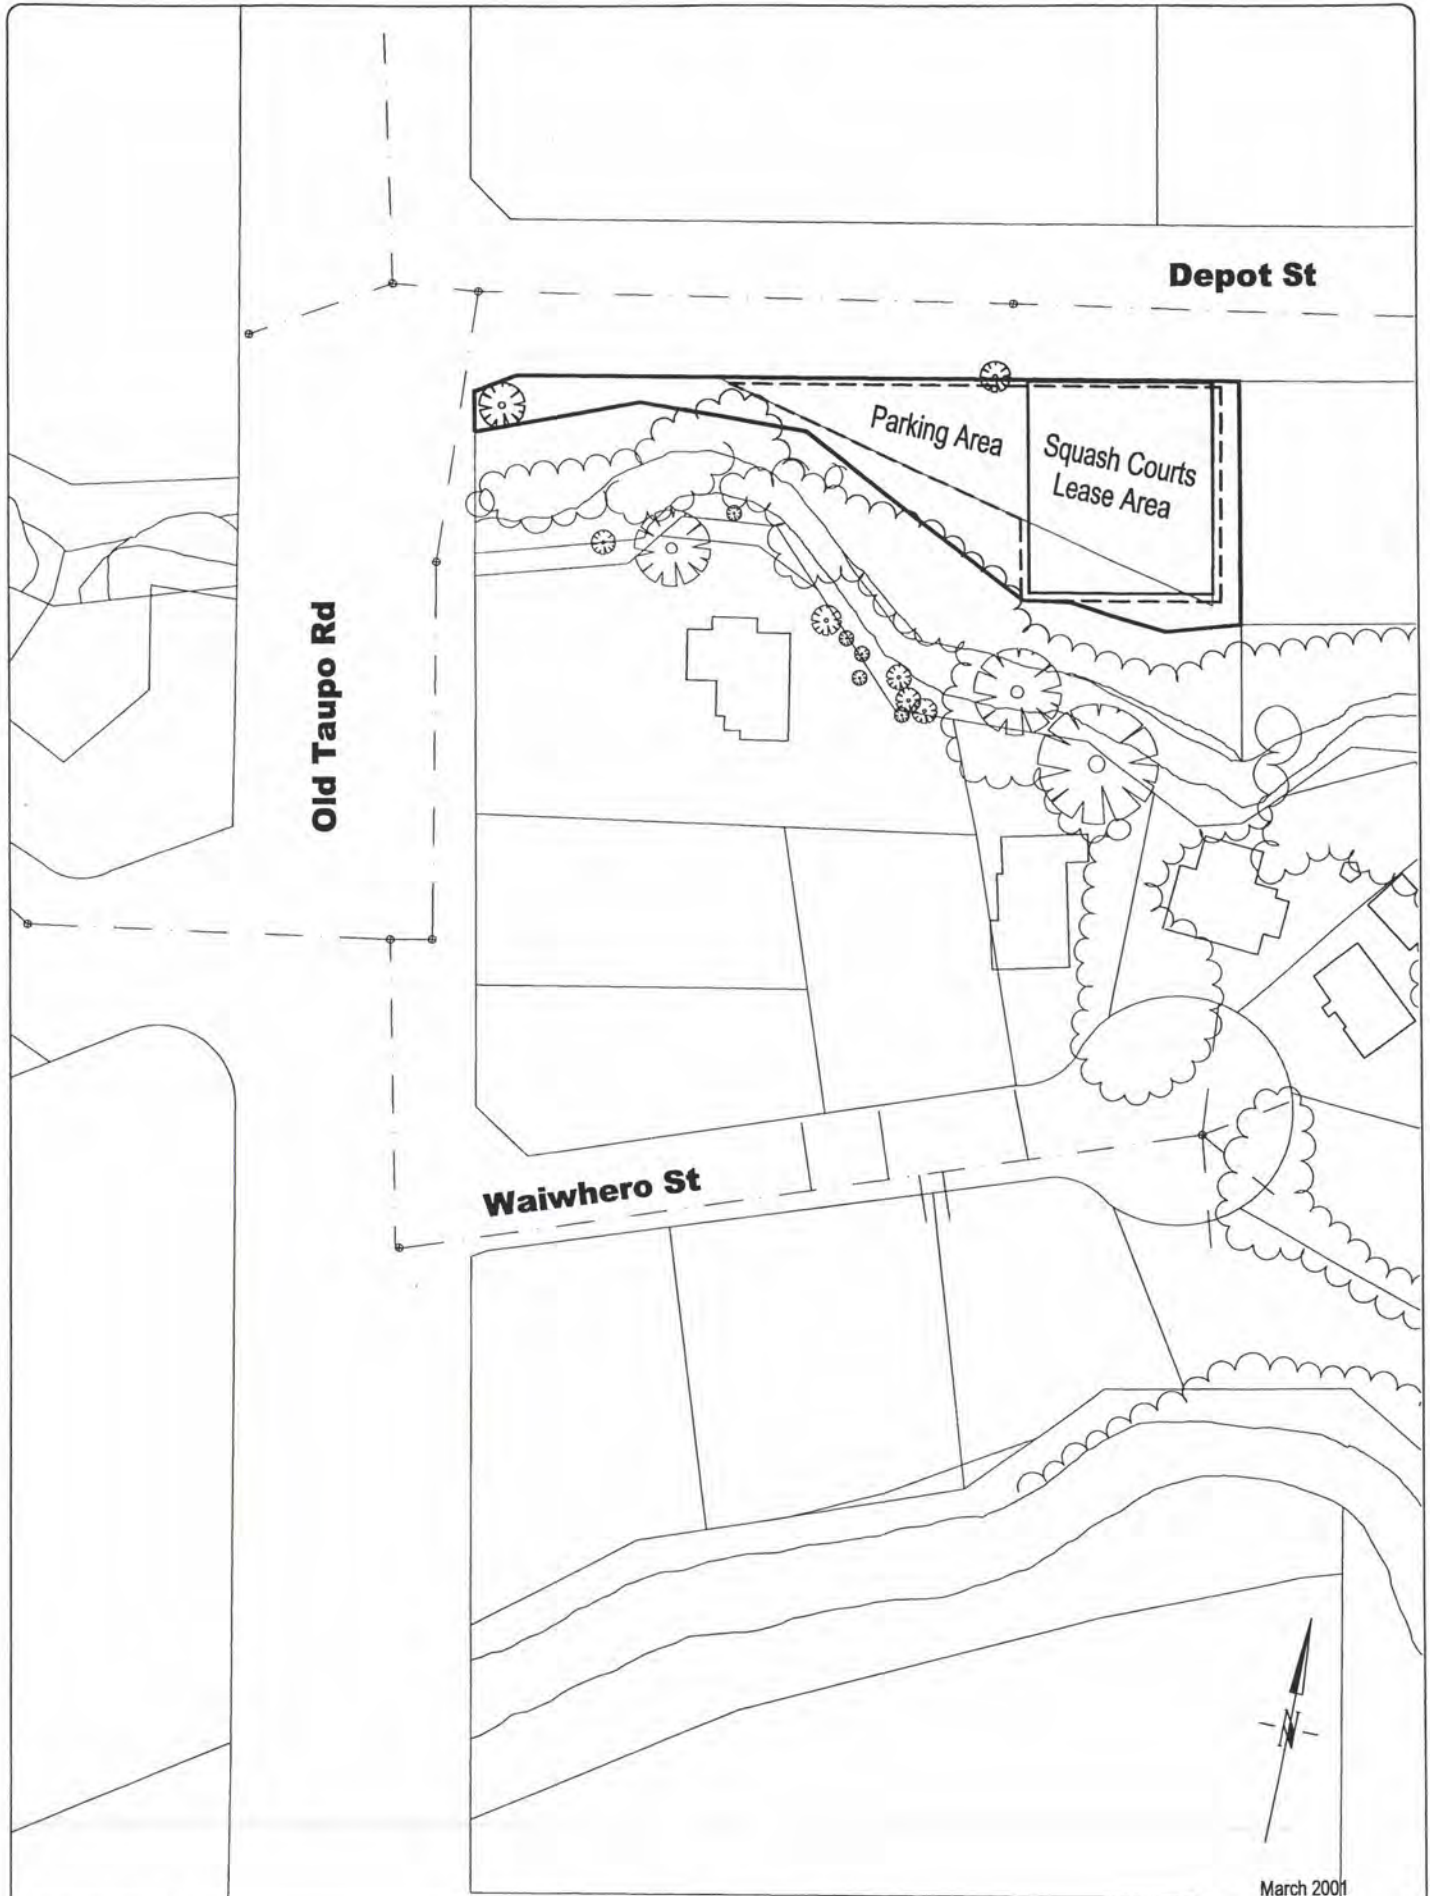 Depot St
Parking Area
Squash Courts
Lease Area
Old Taupo Rd
Waiwhero St
N
March 2001